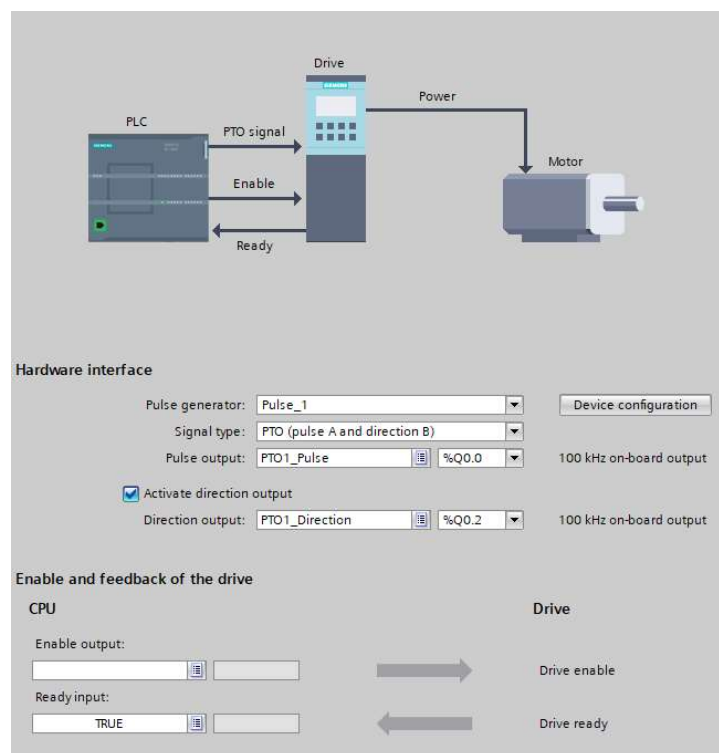 Drive
SIEMENS
Power
PLC
PTO signal
Motor
Enable
Ready
Hardware interface
Pulse generator: Pulse_1 Device configuration
Signal type: PTO (pulse A and direction B)
Pulse output: PTO1_Pulse %Q0.0 100 kHz on-board output
Activate direction output
Direction output: PTO1_Direction %Q0.2 100 kHz on-board output
Enable and feedback of the drive
CPU Drive
Enable output:
Drive enable
Ready input:
TRUE Drive ready